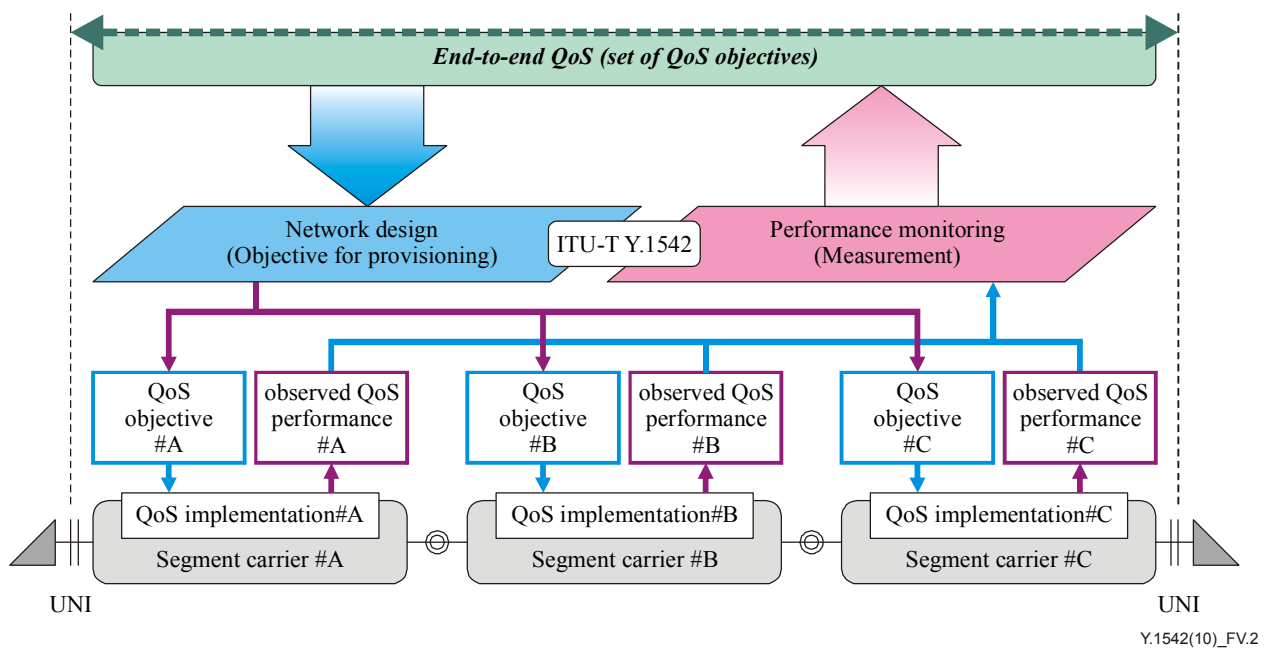 End-to-end QoS (set of QoS objectives)
Network design
(Objective for provisioning)
ITU-T Y.1542
Performance monitoring
(Measurement)
QoS
objective
#A
observed QoS
performance
#A
QoS
objective
#B
observed QoS
performance
#B
QoS
objective
#C
observed QoS
performance
#C
QoS implementation#A
QoS implementation#B
QoS implementation#C
Segment carrier #A
Segment carrier #B
Segment carrier #C
UNI
UNI
Y.1542(10)_FV.2